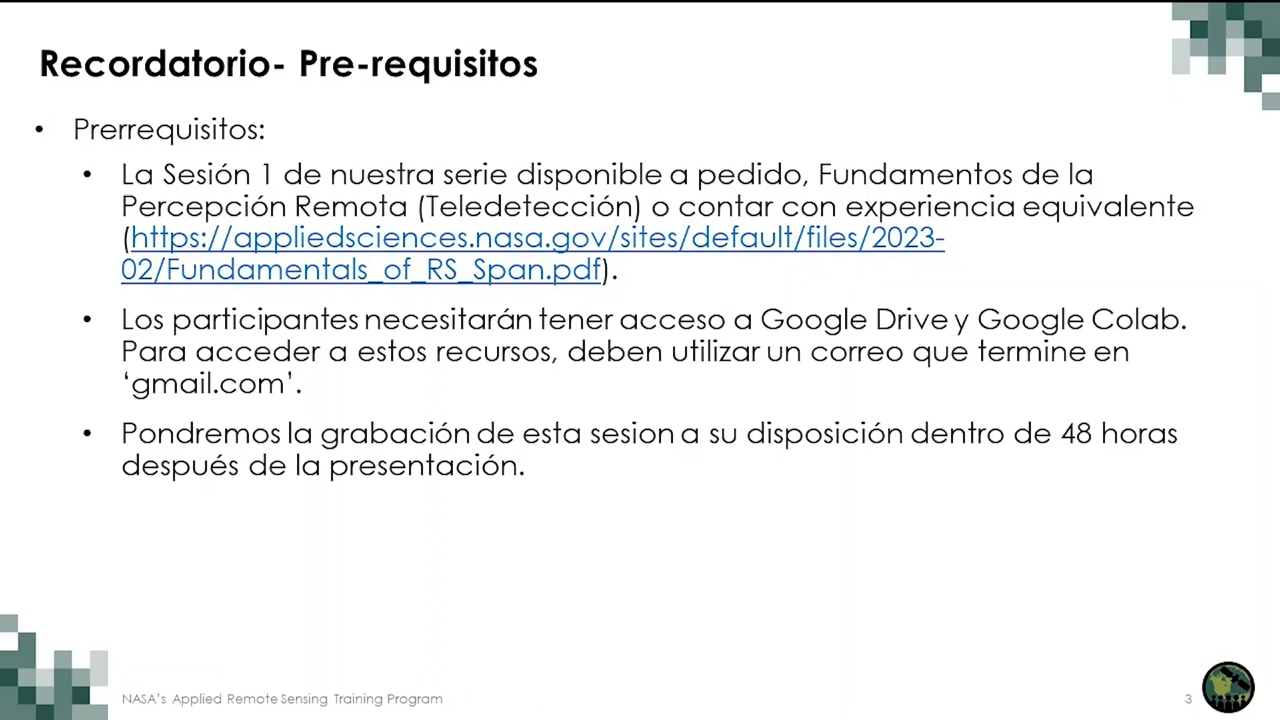 Recordatorio- Pre-requisitos
• Prerrequisitos:
• La Sesión 1 de nuestra serie disponible a pedido, Fundamentos de la
Percepción Remota (Teledetección) o contar con experiencia equivalente
(https://appliedsciences.nasa.gov/sites/default/files/2023-
02/Fundamentals_of_RS_Span.pdf).
• Los participantes necesitarán tener acceso a Google Drive y Google Colab.
Para acceder a estos recursos, deben utilizar un correo que termine en
‘gmail.com’.
• Pondremos la grabación de esta sesion a su disposición dentro de 48 horas
después de la presentación.
NASA’s Applied Remote Sensing Training Program
3